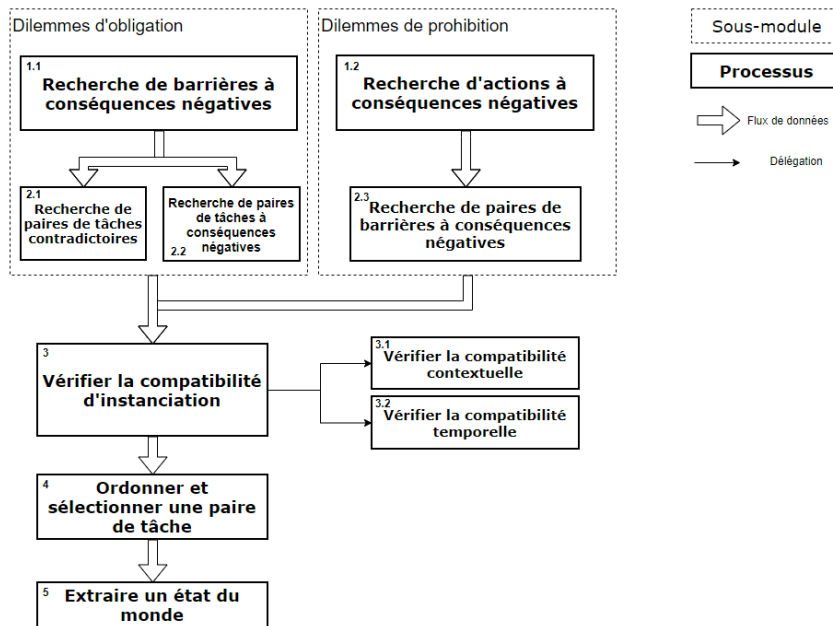 Dilemmes d'obligation
1.1
Recherche de barrières à
conséquences négatives
2.1
Recherche de
paires de tâches
contradictoires
Recherche de paires
de tâches à
conséquences
négatives
2.2
Dilemmes de prohibition
1.2
Recherche d'actions à
conséquences négatives
2.3
Recherche de paires de
barrières à conséquences
négatives
Sous-module
Processus
Flux de données
Délégation
3
Vérifier la compatibilité
d'instanciation
3.1
Vérifier la compatibilité
contextuelle
3.2
Vérifier la compatibilité
temporelle
4
Ordonner et
sélectionner une paire
de tâche
5
Extraire un état du
monde